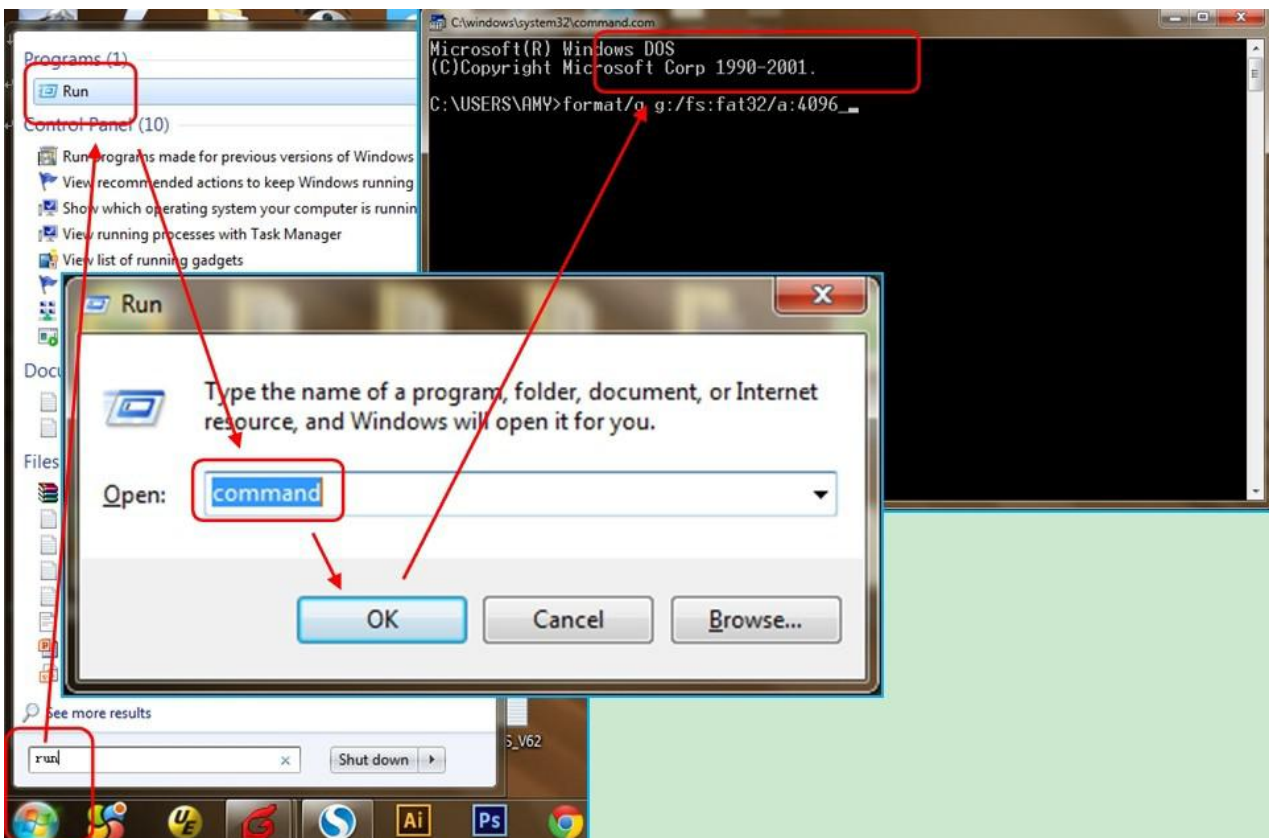 Programs (1)
Run
Control Panel (10)
Run programs made for previous versions of Windows
View recommended actions to keep Windows running
Show which operating system your computer is runnin
View running processes with Task Manager
View list of running gadgets
Docu
Files
See more results
run
Shut down
S_V62
UE
Ai
Ps
C:\windows\system32\command.com
Microsoft(R) Windows DOS
(C)Copyright Microsoft Corp 1990-2001.
C:\USERS\AMY>format/q g:/fs:fat32/a:4096_
Run
Type the name of a program, folder, document, or Internet
resource, and Windows will open it for you.
Open:
command
OK
Cancel
Browse...